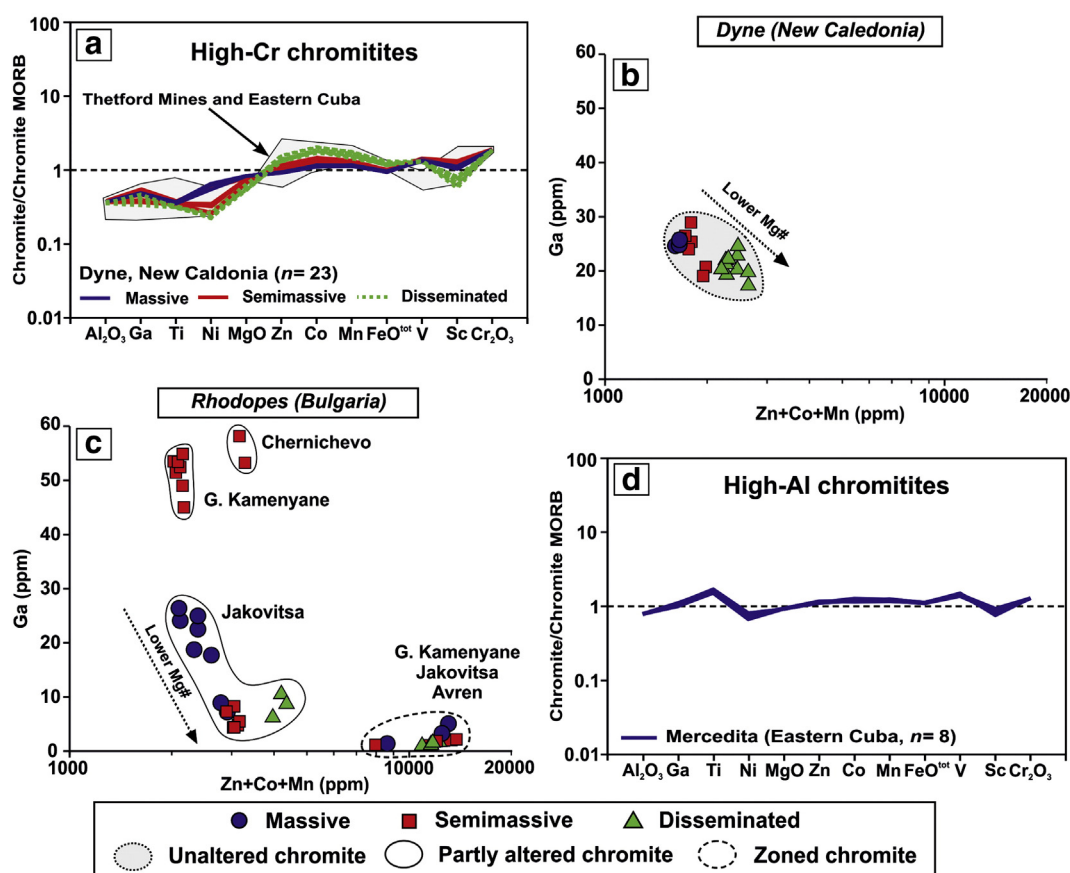 a
High-Cr chromitites
Thetford Mines and Eastern Cuba
Chromite/Chromite MORB
100
10
1
0.1
0.01
Dyne, New Caldonia (n= 23)
Massive Semimassive Disseminated
Al2O3 Ga Ti Ni MgO Zn Co Mn FeOtot V Sc Cr2O3
Dyne (New Caledonia)
b
Ga (ppm)
60
50
40
30
20
10
0
Lower Mg#
1000 10000 20000
Zn+Co+Mn (ppm)
Rhodopes (Bulgaria)
c
Ga (ppm)
60
50
40
30
20
10
0
Chernichevo
G. Kamenyane
Jakovitsa
Lower Mg#
G. Kamenyane
Jakovitsa
Avren
1000 10000 20000
Zn+Co+Mn (ppm)
d
High-Al chromitites
Chromite/Chromite MORB
100
10
1
0.1
0.01
Mercedita (Eastern Cuba, n= 8)
Al2O3 Ga Ti Ni MgO Zn Co Mn FeOtot V Sc Cr2O3
Massive Semimassive Disseminated
Unaltered chromite Partly altered chromite Zoned chromite